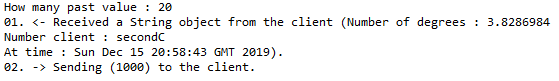 How many past value : 20
01. <- Received a String object from the client (Number of degrees : 3.8286984
Number client : secondC
At time : Sun Dec 15 20:58:43 GMT 2019).
02. -> Sending (1000) to the client.